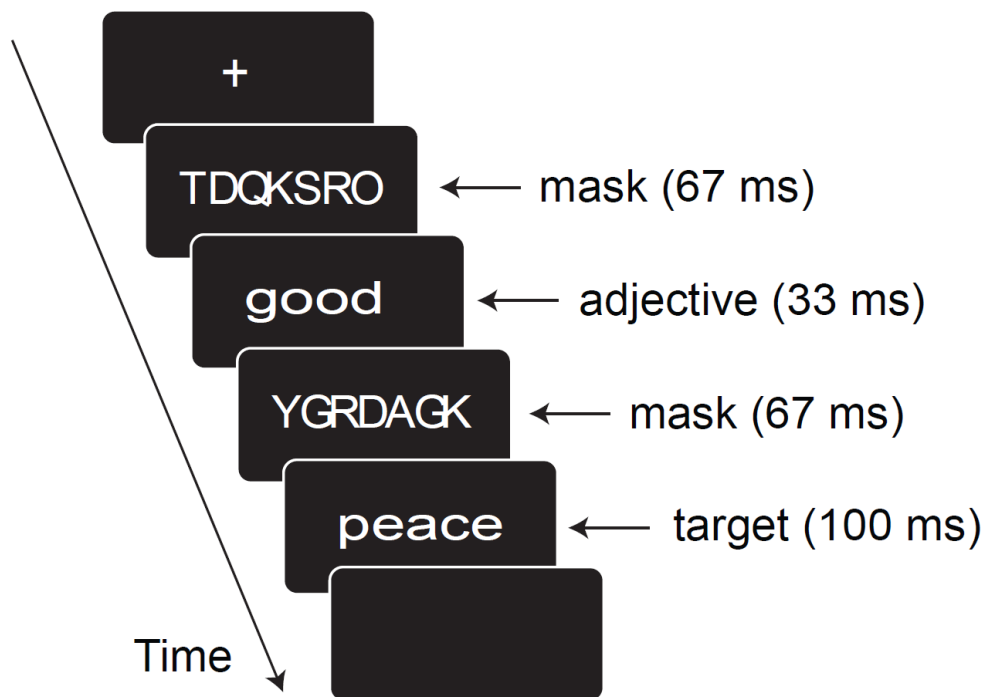 +
TDQKSRO
mask (67 ms)
good
adjective (33 ms)
YGRDAGK
mask (67 ms)
peace
target (100 ms)
Time